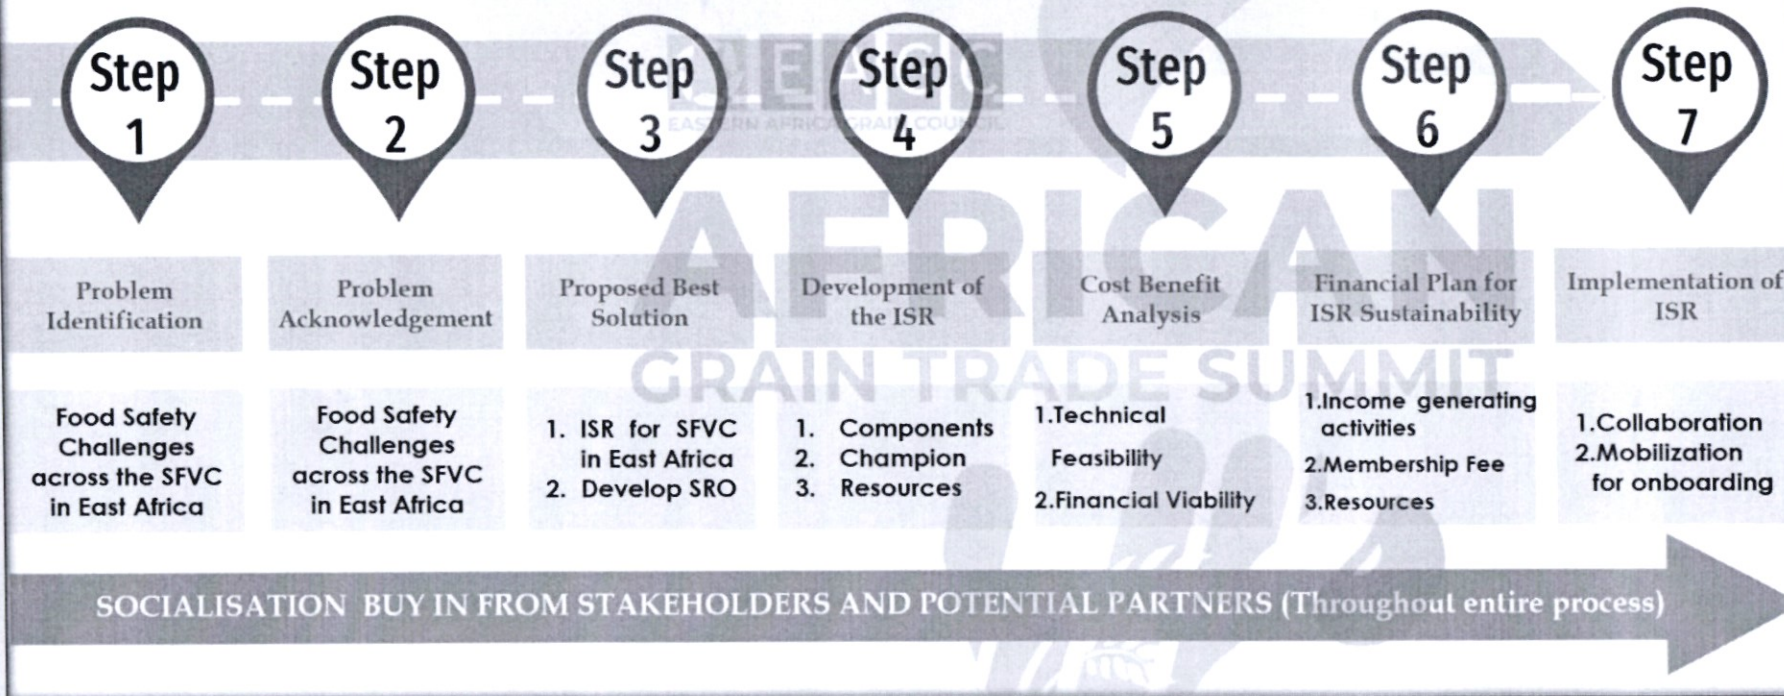 Step
1
Step
2
Step
3
Step
4
Step
5
Step
6
Step
7
EAGC
EASTERN AFRICA GRAIN COUNCIL
AFRICAN
GRAIN TRADE SUMMIT
Problem
Identification
Problem
Acknowledgement
Proposed Best
Solution
Development of
the ISR
Cost Benefit
Analysis
Financial Plan for
ISR Sustainability
Implementation of
ISR
Food Safety
Challenges
across the SFVC
in East Africa
Food Safety
Challenges
across the SFVC
in East Africa
1. ISR for SFVC
in East Africa
2. Develop SRO
1. Components
2. Champion
3. Resources
1.Technical
Feasibility
2.Financial Viability
1.Income generating
activities
2.Membership Fee
3.Resources
1.Collaboration
2.Mobilization
for onboarding
SOCIALISATION BUY IN FROM STAKEHOLDERS AND POTENTIAL PARTNERS (Throughout entire process)